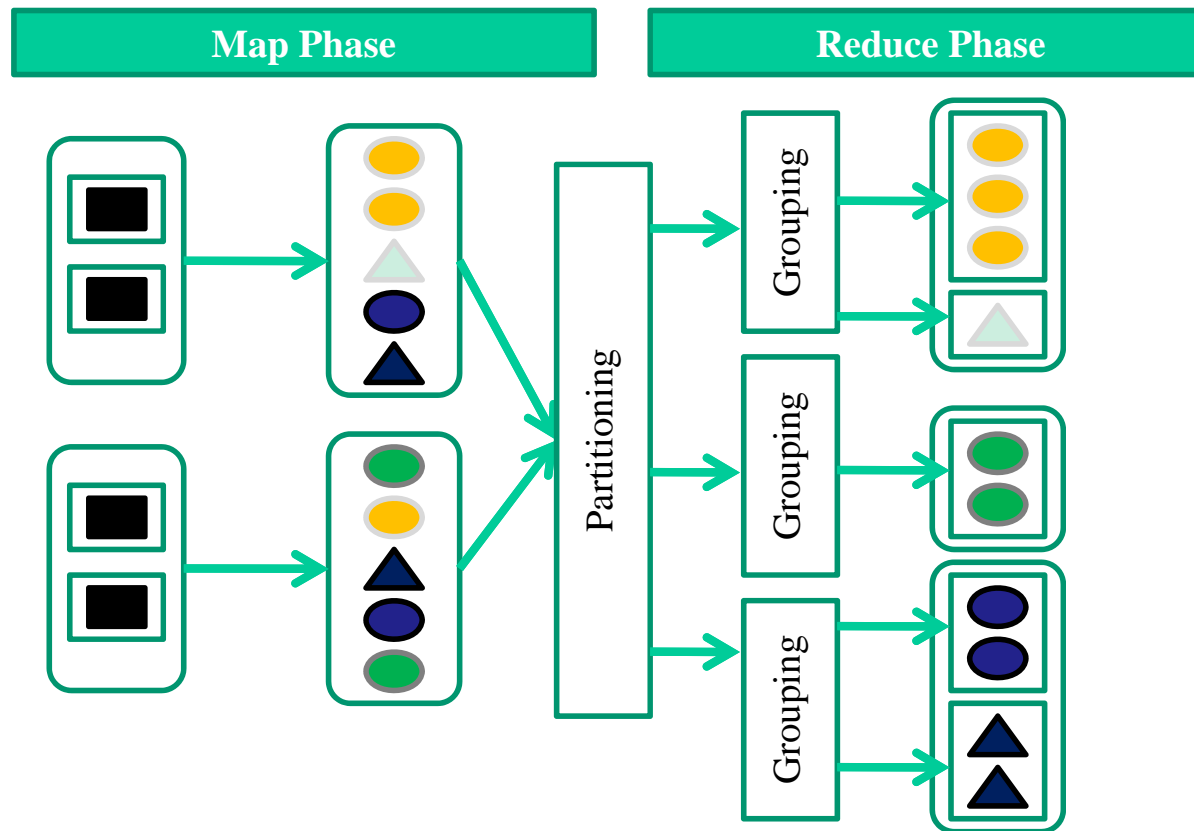 Map Phase
Reduce Phase
Partitioning
Grouping
Grouping
Grouping